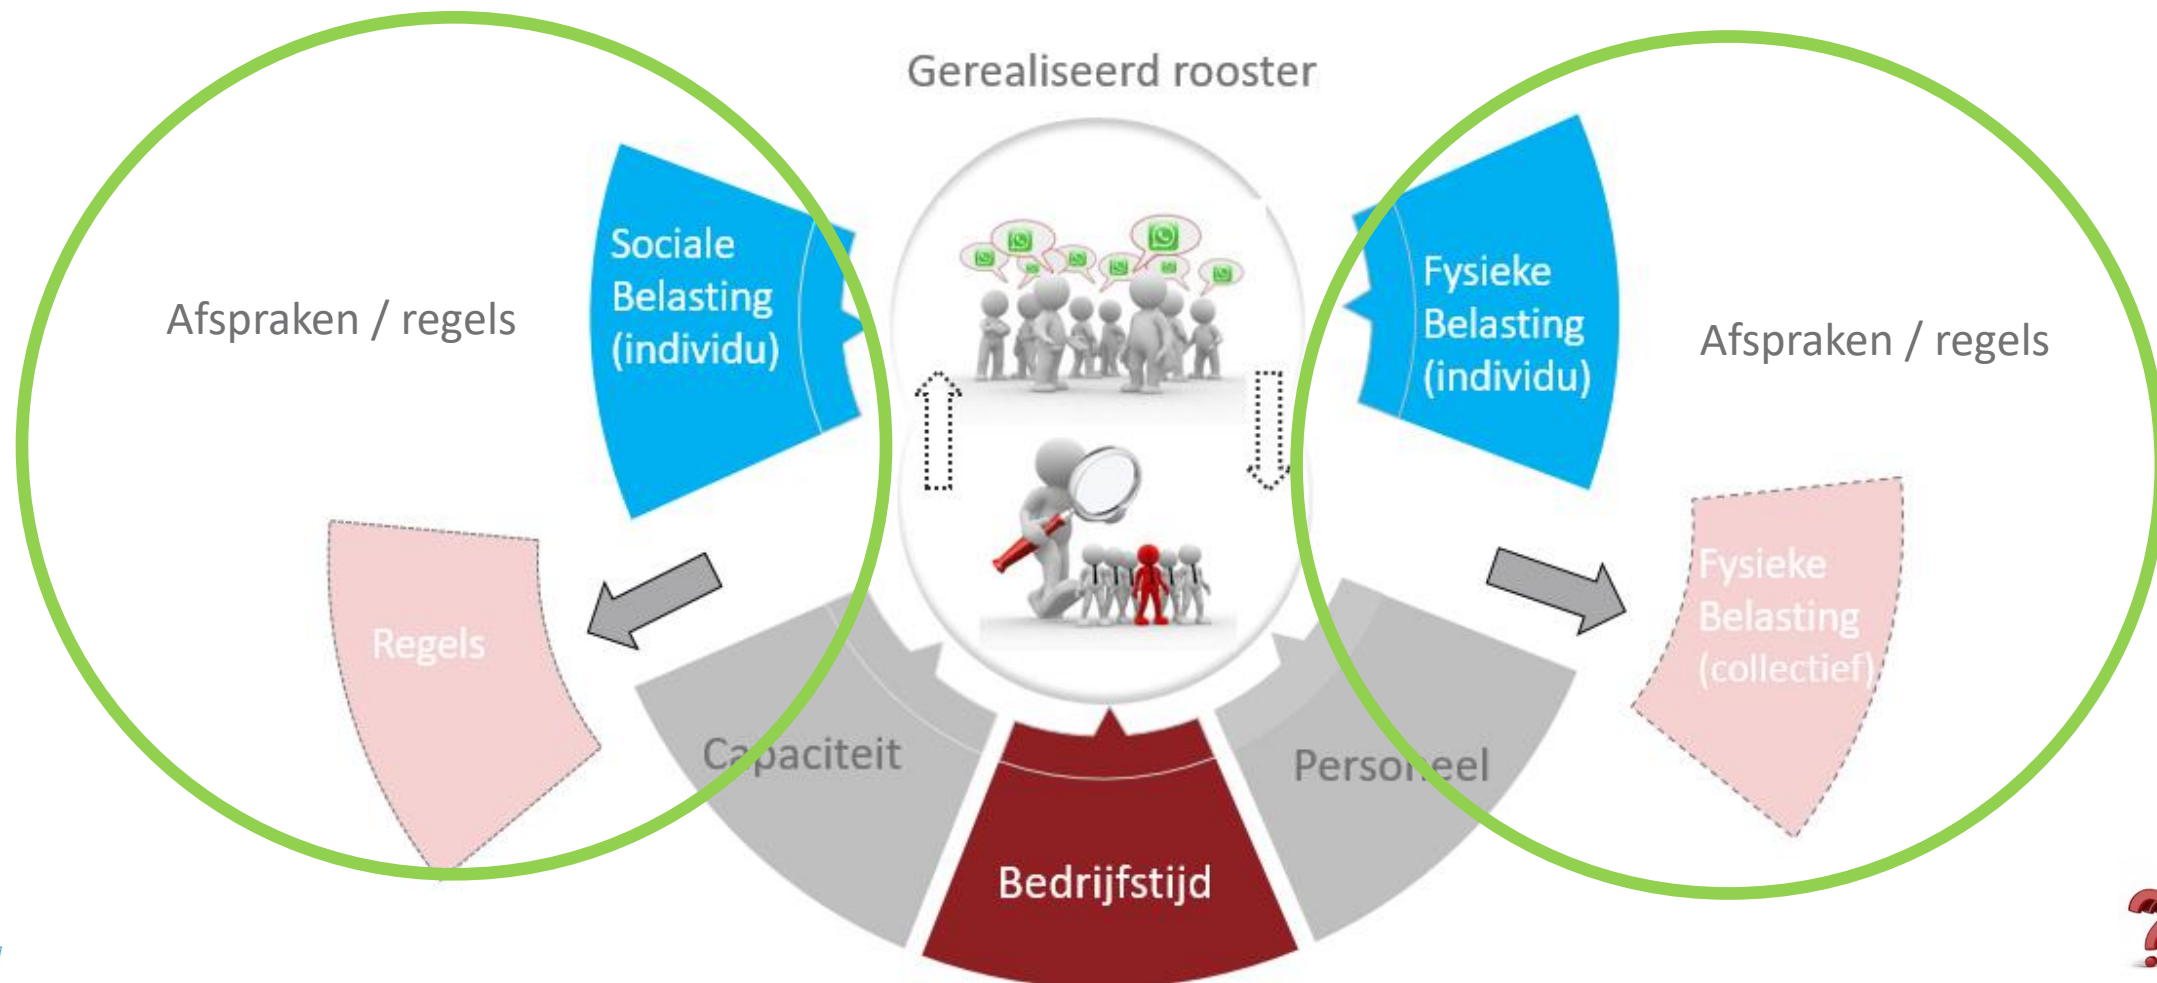 Gerealiseerd rooster
Afspraken / regels
Sociale
Belasting
(individu)
Fysieke
Belasting
(individu)
Afspraken / regels
Regels
Fysieke
Belasting
(collectief)
Capaciteit
Bedrijfstijd
Personeel
?